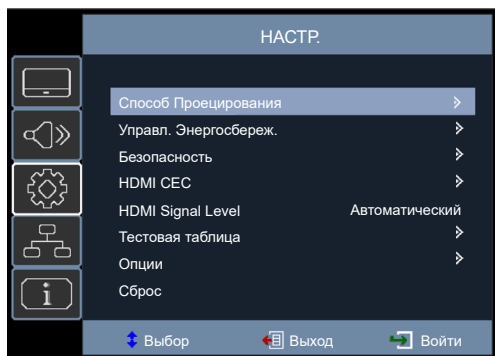 НАСТР.
Способ Проецирования
Управл. Энергосбереж.
Безопасность
HDMI CEC
HDMI Signal Level Автоматический
Тестовая таблица
Опции
Сброс
Выбор Выход Войти